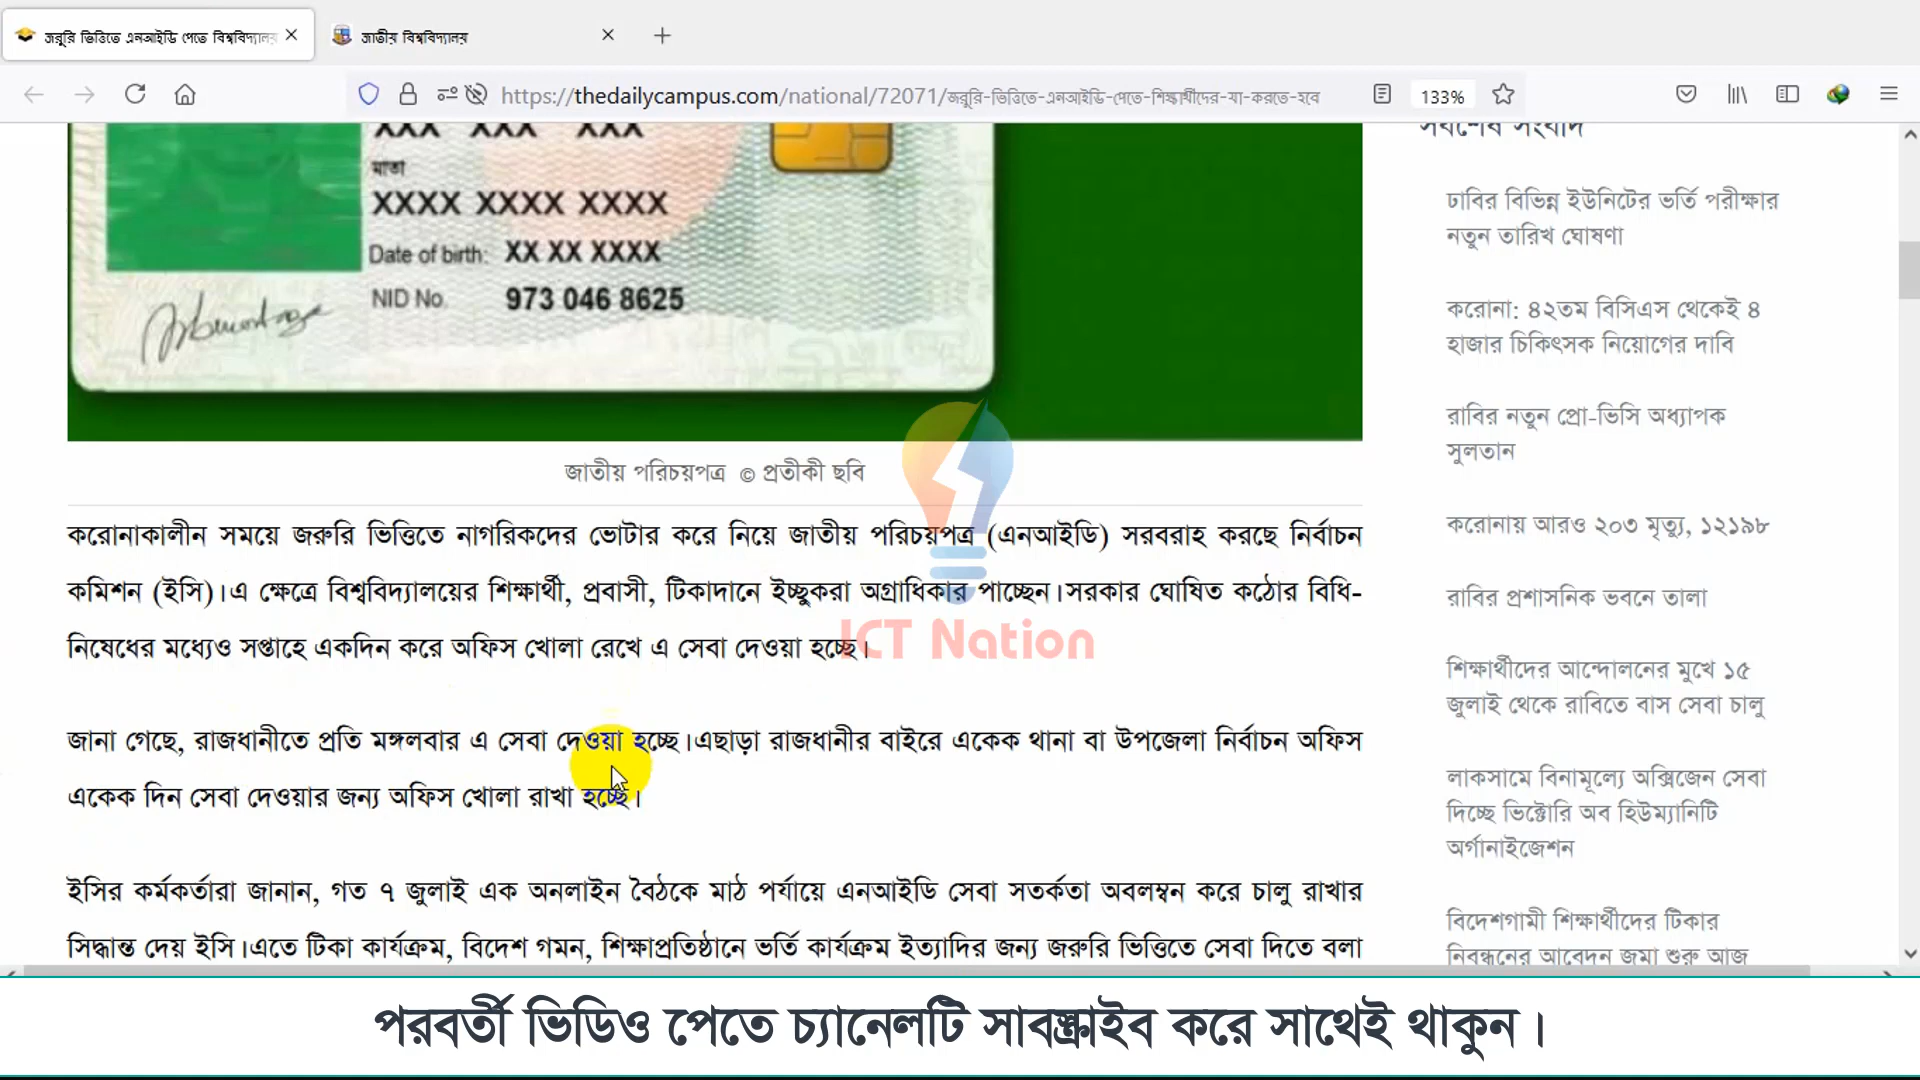 জরুরি ভিত্তিতে এনআইডি পেতে বিশ্ববিদ্যালয়
জাতীয় বিশ্ববিদ্যালয়
https://thedailycampus.com/national/72071/জরুরি-ভিত্তিতে-এনআইডি-পেতে-শিক্ষার্থীদের-যা-করতে-হবে
133%
XXX XXX XXX
মাতা
XXXX XXXX XXXX
Date of birth: XX XX XXXX
NID No. 973 046 8625
জাতীয় পরিচয়পত্র © প্রতীকী ছবি
করোনাকালীন সময়ে জরুরি ভিত্তিতে নাগরিকদের ভোটার করে নিয়ে জাতীয় পরিচয়পত্র (এনআইডি) সরবরাহ করছে নির্বাচন
কমিশন (ইসি)।এ ক্ষেত্রে বিশ্ববিদ্যালয়ের শিক্ষার্থী, প্রবাসী, টিকাদানে ইচ্ছুকরা অগ্রাধিকার পাচ্ছেন।সরকার ঘোষিত কঠোর বিধি-
নিষেধের মধ্যেও সপ্তাহে একদিন করে অফিস খোলা রেখে এ সেবা দেওয়া হচ্ছে।
জানা গেছে, রাজধানীতে প্রতি মঙ্গলবার এ সেবা দেওয়া হচ্ছে।এছাড়া রাজধানীর বাইরে একেক থানা বা উপজেলা নির্বাচন অফিস
একেক দিন সেবা দেওয়ার জন্য অফিস খোলা রাখা হচ্ছে।
ইসির কর্মকর্তারা জানান, গত ৭ জুলাই এক অনলাইন বৈঠকে মাঠ পর্যায়ে এনআইডি সেবা সতর্কতা অবলম্বন করে চালু রাখার
সিদ্ধান্ত দেয় ইসি।এতে টিকা কার্যক্রম, বিদেশ গমন, শিক্ষাপ্রতিষ্ঠানে ভর্তি কার্যক্রম ইত্যাদির জন্য জরুরি ভিত্তিতে সেবা দিতে বলা
ICT Nation
সর্বশেষ সংবাদ
ঢাবির বিভিন্ন ইউনিটের ভর্তি পরীক্ষার
নতুন তারিখ ঘোষণা
করোনা: ৪২তম বিসিএস থেকেই ৪
হাজার চিকিৎসক নিয়োগের দাবি
রাবির নতুন প্রো-ভিসি অধ্যাপক
সুলতান
করোনায় আরও ২০৩ মৃত্যু, ১২১৯৮
রাবির প্রশাসনিক ভবনে তালা
শিক্ষার্থীদের আন্দোলনের মুখে ১৫
জুলাই থেকে রাবিতে বাস সেবা চালু
লাকসামে বিনামূল্যে অক্সিজেন সেবা
দিচ্ছে ভিক্টোরি অব হিউম্যানিটি
অর্গানাইজেশন
বিদেশগামী শিক্ষার্থীদের টিকার
নিবন্ধনের আবেদন জমা শুরু আজ
পরবর্তী ভিডিও পেতে চ্যানেলটি সাবস্ক্রাইব করে সাথেই থাকুন।